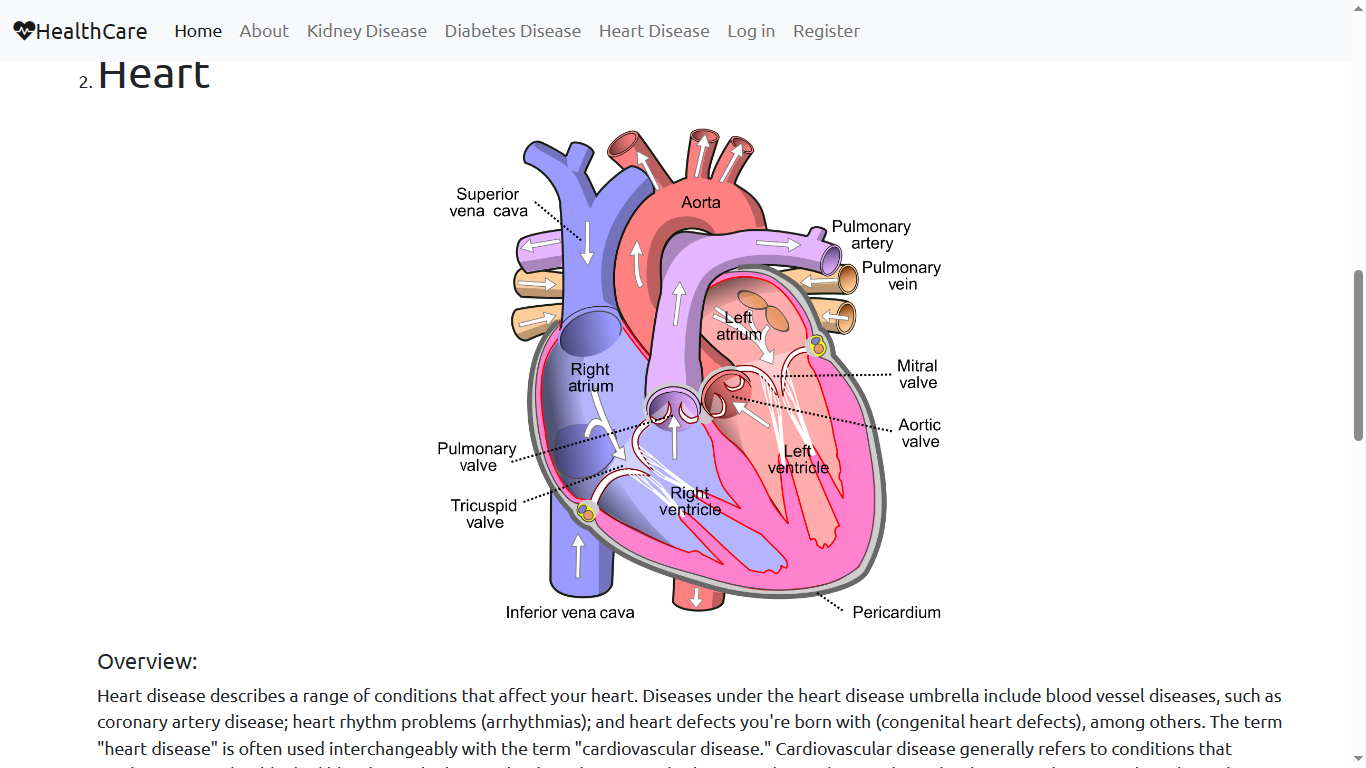 HealthCare Home About Kidney Disease Diabetes Disease Heart Disease Log in Register
2. Heart
Superior
vena cava
Aorta
Pulmonary
artery
Pulmonary
vein
Left
atrium
Right
atrium
Mitral
valve
Aortic
valve
Pulmonary
valve
Left
ventricle
Tricuspid
valve
Right
ventricle
Inferior vena cava
Pericardium
Overview:
Heart disease describes a range of conditions that affect your heart. Diseases under the heart disease umbrella include blood vessel diseases, such as
coronary artery disease; heart rhythm problems (arrhythmias); and heart defects you're born with (congenital heart defects), among others. The term
"heart disease" is often used interchangeably with the term "cardiovascular disease." Cardiovascular disease generally refers to conditions that